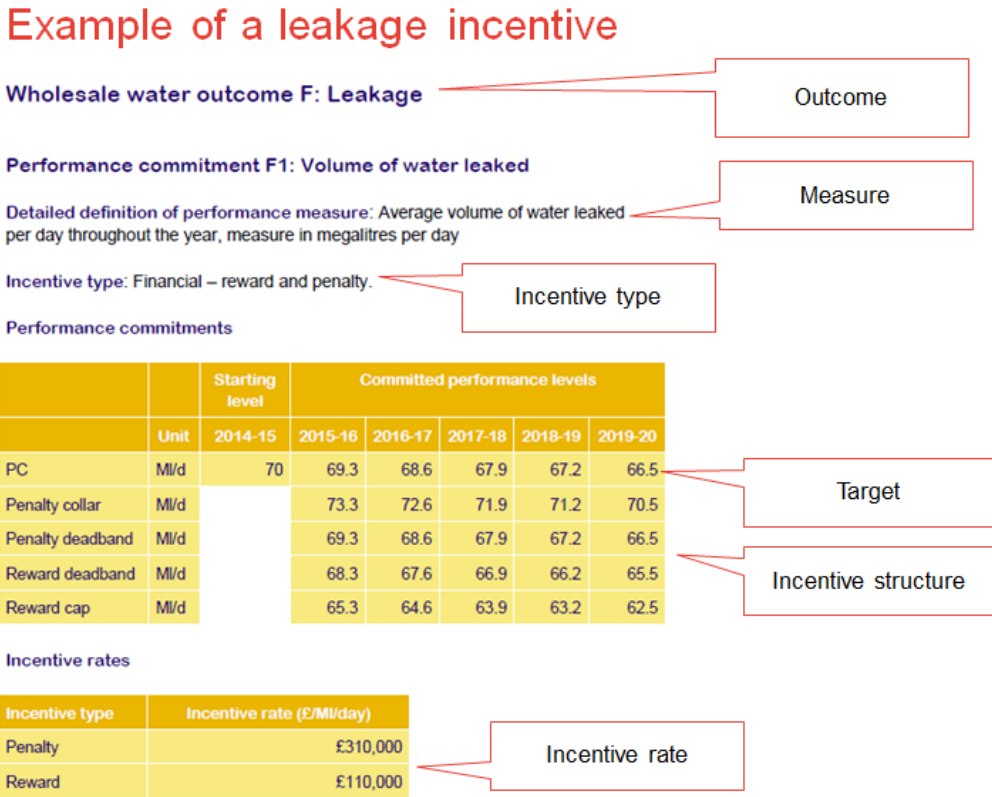 Example of a leakage incentive
Wholesale water outcome F: Leakage
Outcome
Performance commitment F1: Volume of water leaked
Measure
Detailed definition of performance measure: Average volume of water leaked
per day throughout the year, measure in megalitres per day
Incentive type: Financial – reward and penalty.
Incentive type
Performance commitments
Starting level Committed performance levels
Unit 2014-15 2015-16 2016-17 2017-18 2018-19 2019-20
PC Ml/d 70 69.3 68.6 67.9 67.2 66.5
Target
Penalty collar Ml/d 73.3 72.6 71.9 71.2 70.5
Penalty deadband Ml/d 69.3 68.6 67.9 67.2 66.5
Reward deadband Ml/d 68.3 67.6 66.9 66.2 65.5
Incentive structure
Reward cap Ml/d 65.3 64.6 63.9 63.2 62.5
Incentive rates
Incentive type Incentive rate (£/Ml/day)
Penalty £310,000
Incentive rate
Reward £110,000